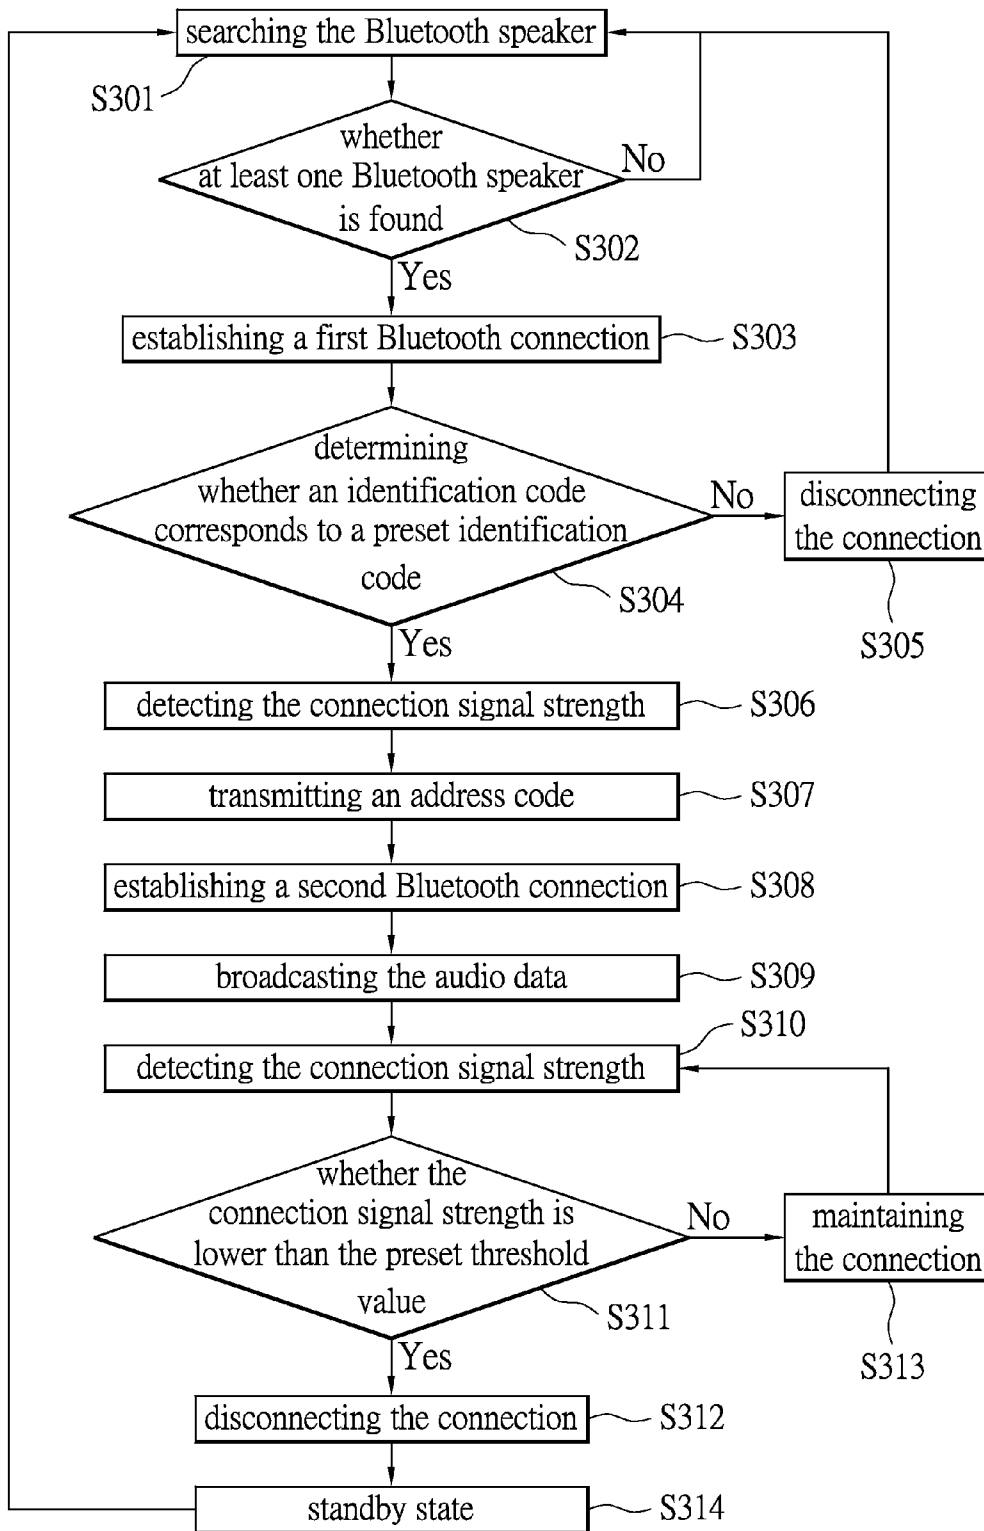 searching the Bluetooth speaker
S301
whether
at least one Bluetooth speaker
is found
No
S302
Yes
establishing a first Bluetooth connection
S303
determining
whether an identification code
corresponds to a preset identification
code
No
disconnecting
the connection
S304
S305
Yes
detecting the connection signal strength
S306
transmitting an address code
S307
establishing a second Bluetooth connection
S308
broadcasting the audio data
S309
S310
detecting the connection signal strength
whether the
connection signal strength is
lower than the preset threshold
value
No
maintaining
the connection
S311
S313
Yes
disconnecting the connection
S312
standby state
S314